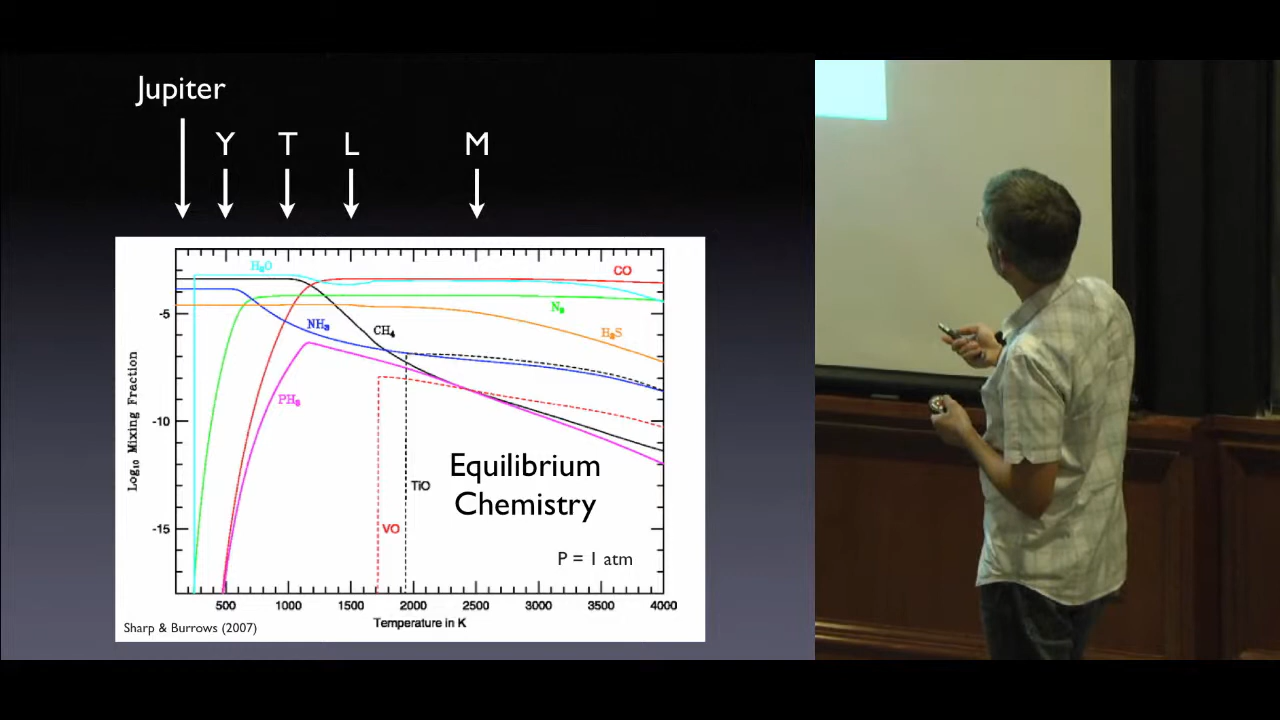 Jupiter
Y T L M
H₂O
CO
-5
N₂
NH₃
CH₄
H₂S
PH₃
-10
Log₁₀ Mixing Fraction
Equilibrium
Chemistry
TiO
VO
-15
P = 1 atm
500 1000 1500 2000 2500 3000 3500 4000
Temperature in K
Sharp & Burrows (2007)